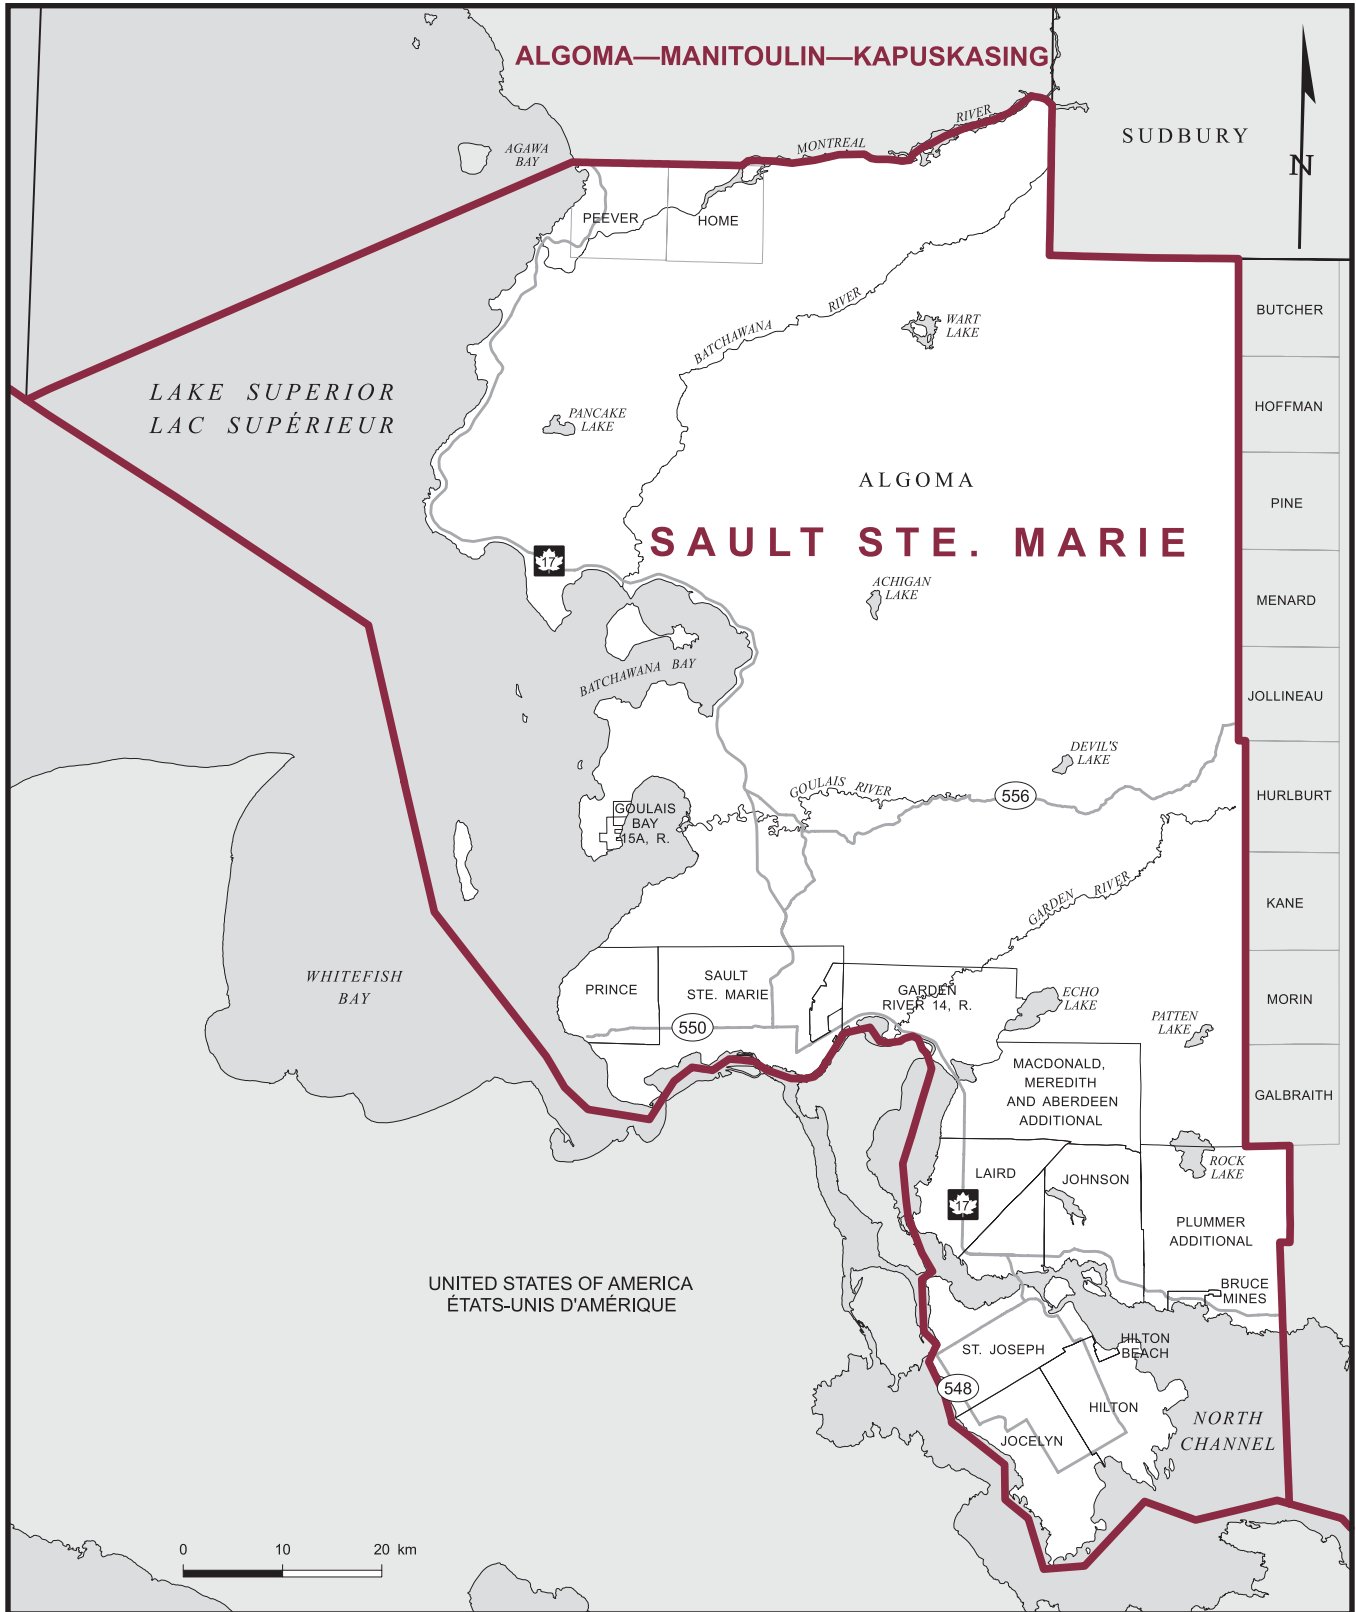 ALGOMA—MANITOULIN—KAPUSKASING
SUDBURY
N
AGAWA
BAY
MONTREAL
RIVER
PEEVER
HOME
BATCHAWANA
RIVER
WART
LAKE
BUTCHER
HOFFMAN
PINE
MENARD
JOLLINEAU
HURLBURT
KANE
MORIN
GALBRAITH
LAKE SUPERIOR
LAC SUPÉRIEUR
PANCAKE
LAKE
ALGOMA
SAULT STE. MARIE
17
ACHIGAN
LAKE
BATCHAWANA BAY
DEVIL'S
LAKE
GOULAIS RIVER
556
GOULAIS
BAY
15A, R.
GARDEN
RIVER
WHITEFISH
BAY
PRINCE
SAULT
STE. MARIE
550
GARDEN
RIVER 14, R.
ECHO
LAKE
PATTEN
LAKE
MACDONALD,
MEREDITH
AND ABERDEEN
ADDITIONAL
ROCK
LAKE
LAIRD
17
JOHNSON
PLUMMER
ADDITIONAL
BRUCE
MINES
UNITED STATES OF AMERICA
ÉTATS-UNIS D'AMÉRIQUE
ST. JOSEPH
HILTON
BEACH
548
HILTON
JOCELYN
NORTH
CHANNEL
0 10 20 km